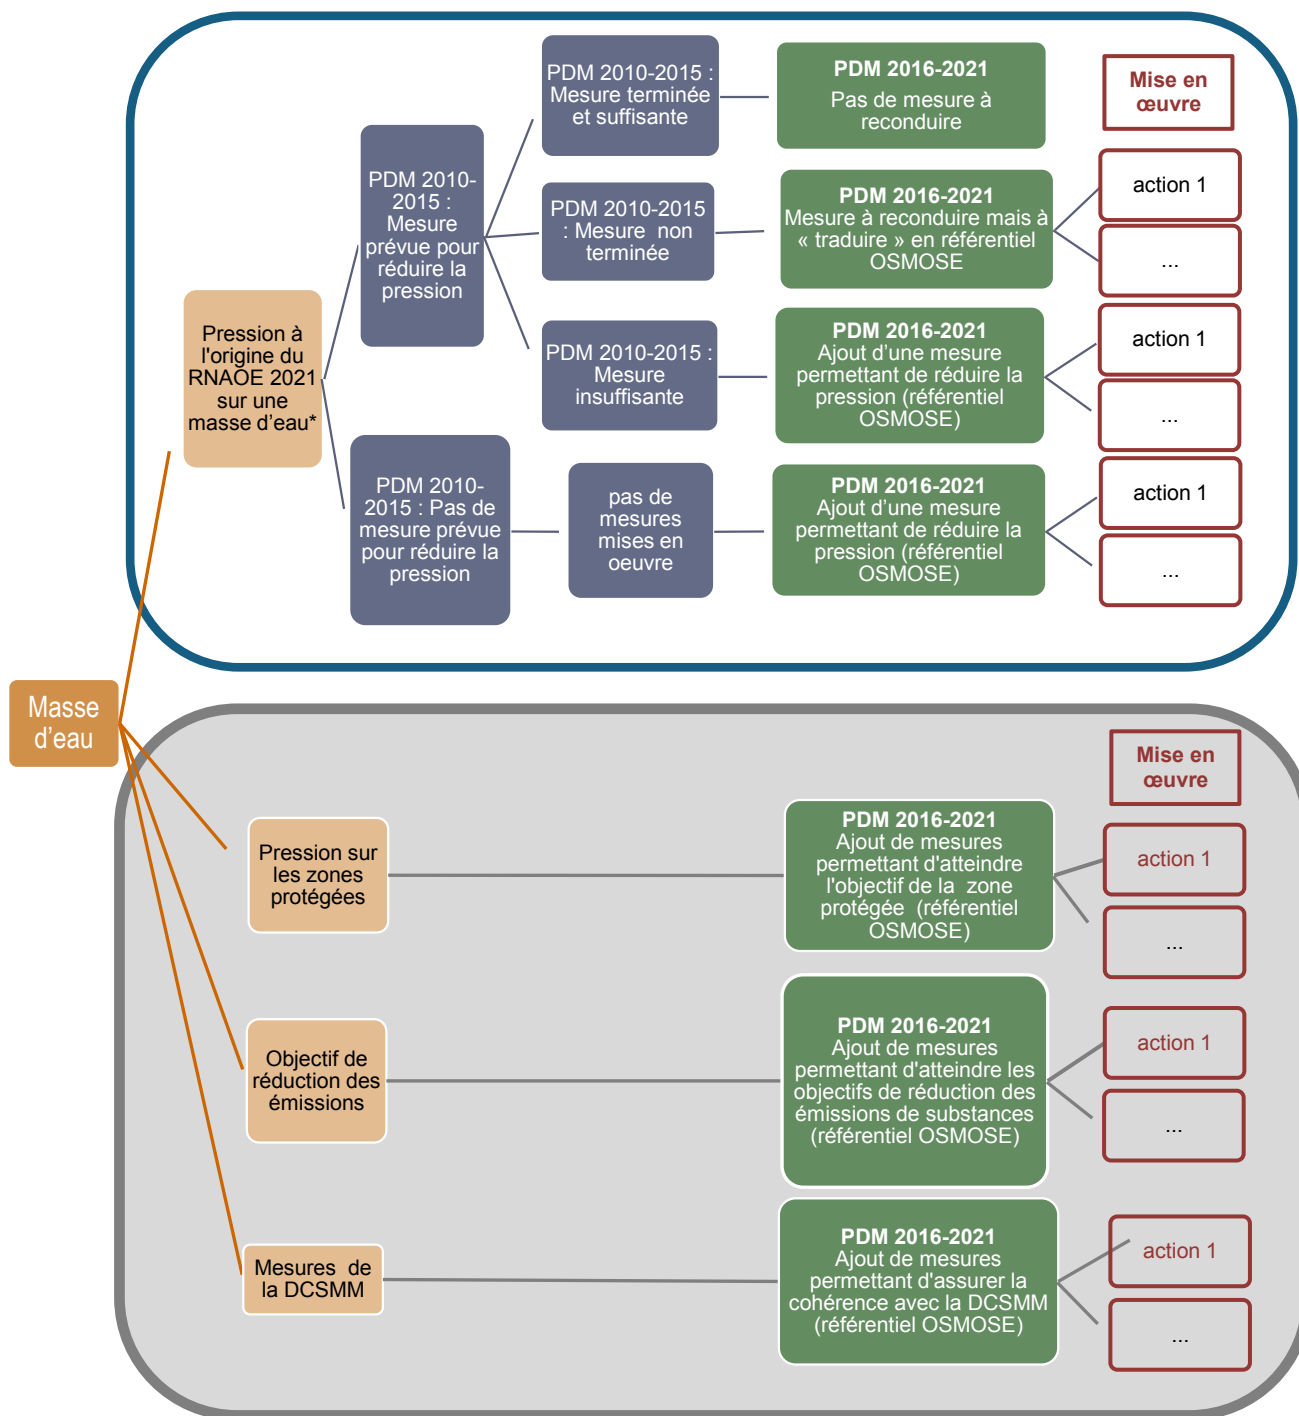 PDM 2010-2015 :
Mesure terminée
et suffisante
PDM 2016-2021
Pas de mesure à
reconduire
Mise en
œuvre
PDM 2010-
2015 :
Mesure
prévue pour
réduire la
pression
PDM 2010-2015
: Mesure  non
terminée
PDM 2016-2021
Mesure à reconduire mais à
« traduire » en référentiel
OSMOSE
action 1
...
Pression à
l'origine du
RNAOE 2021
sur une
masse d’eau*
PDM 2010-2015 :
Mesure
insuffisante
PDM 2016-2021
Ajout d’une mesure
permettant de réduire la
pression (référentiel
OSMOSE)
action 1
...
PDM 2010-
2015 : Pas de
mesure prévue
pour réduire la
pression
pas de
mesures
mises en
oeuvre
PDM 2016-2021
Ajout d’une mesure
permettant de réduire la
pression (référentiel
OSMOSE)
action 1
...
Masse
d’eau
Mise en
œuvre
Pression sur
les zones
protégées
PDM 2016-2021
Ajout de mesures
permettant d'atteindre
l'objectif de la  zone
protégée  (référentiel
OSMOSE)
action 1
...
Objectif de
réduction des
émissions
PDM 2016-2021
Ajout de mesures
permettant d'atteindre les
objectifs de réduction des
émissions de substances
(référentiel OSMOSE)
action 1
...
Mesures  de
la DCSMM
PDM 2016-2021
Ajout de mesures
permettant d'assurer la
cohérence avec la DCSMM
(référentiel OSMOSE)
action 1
...